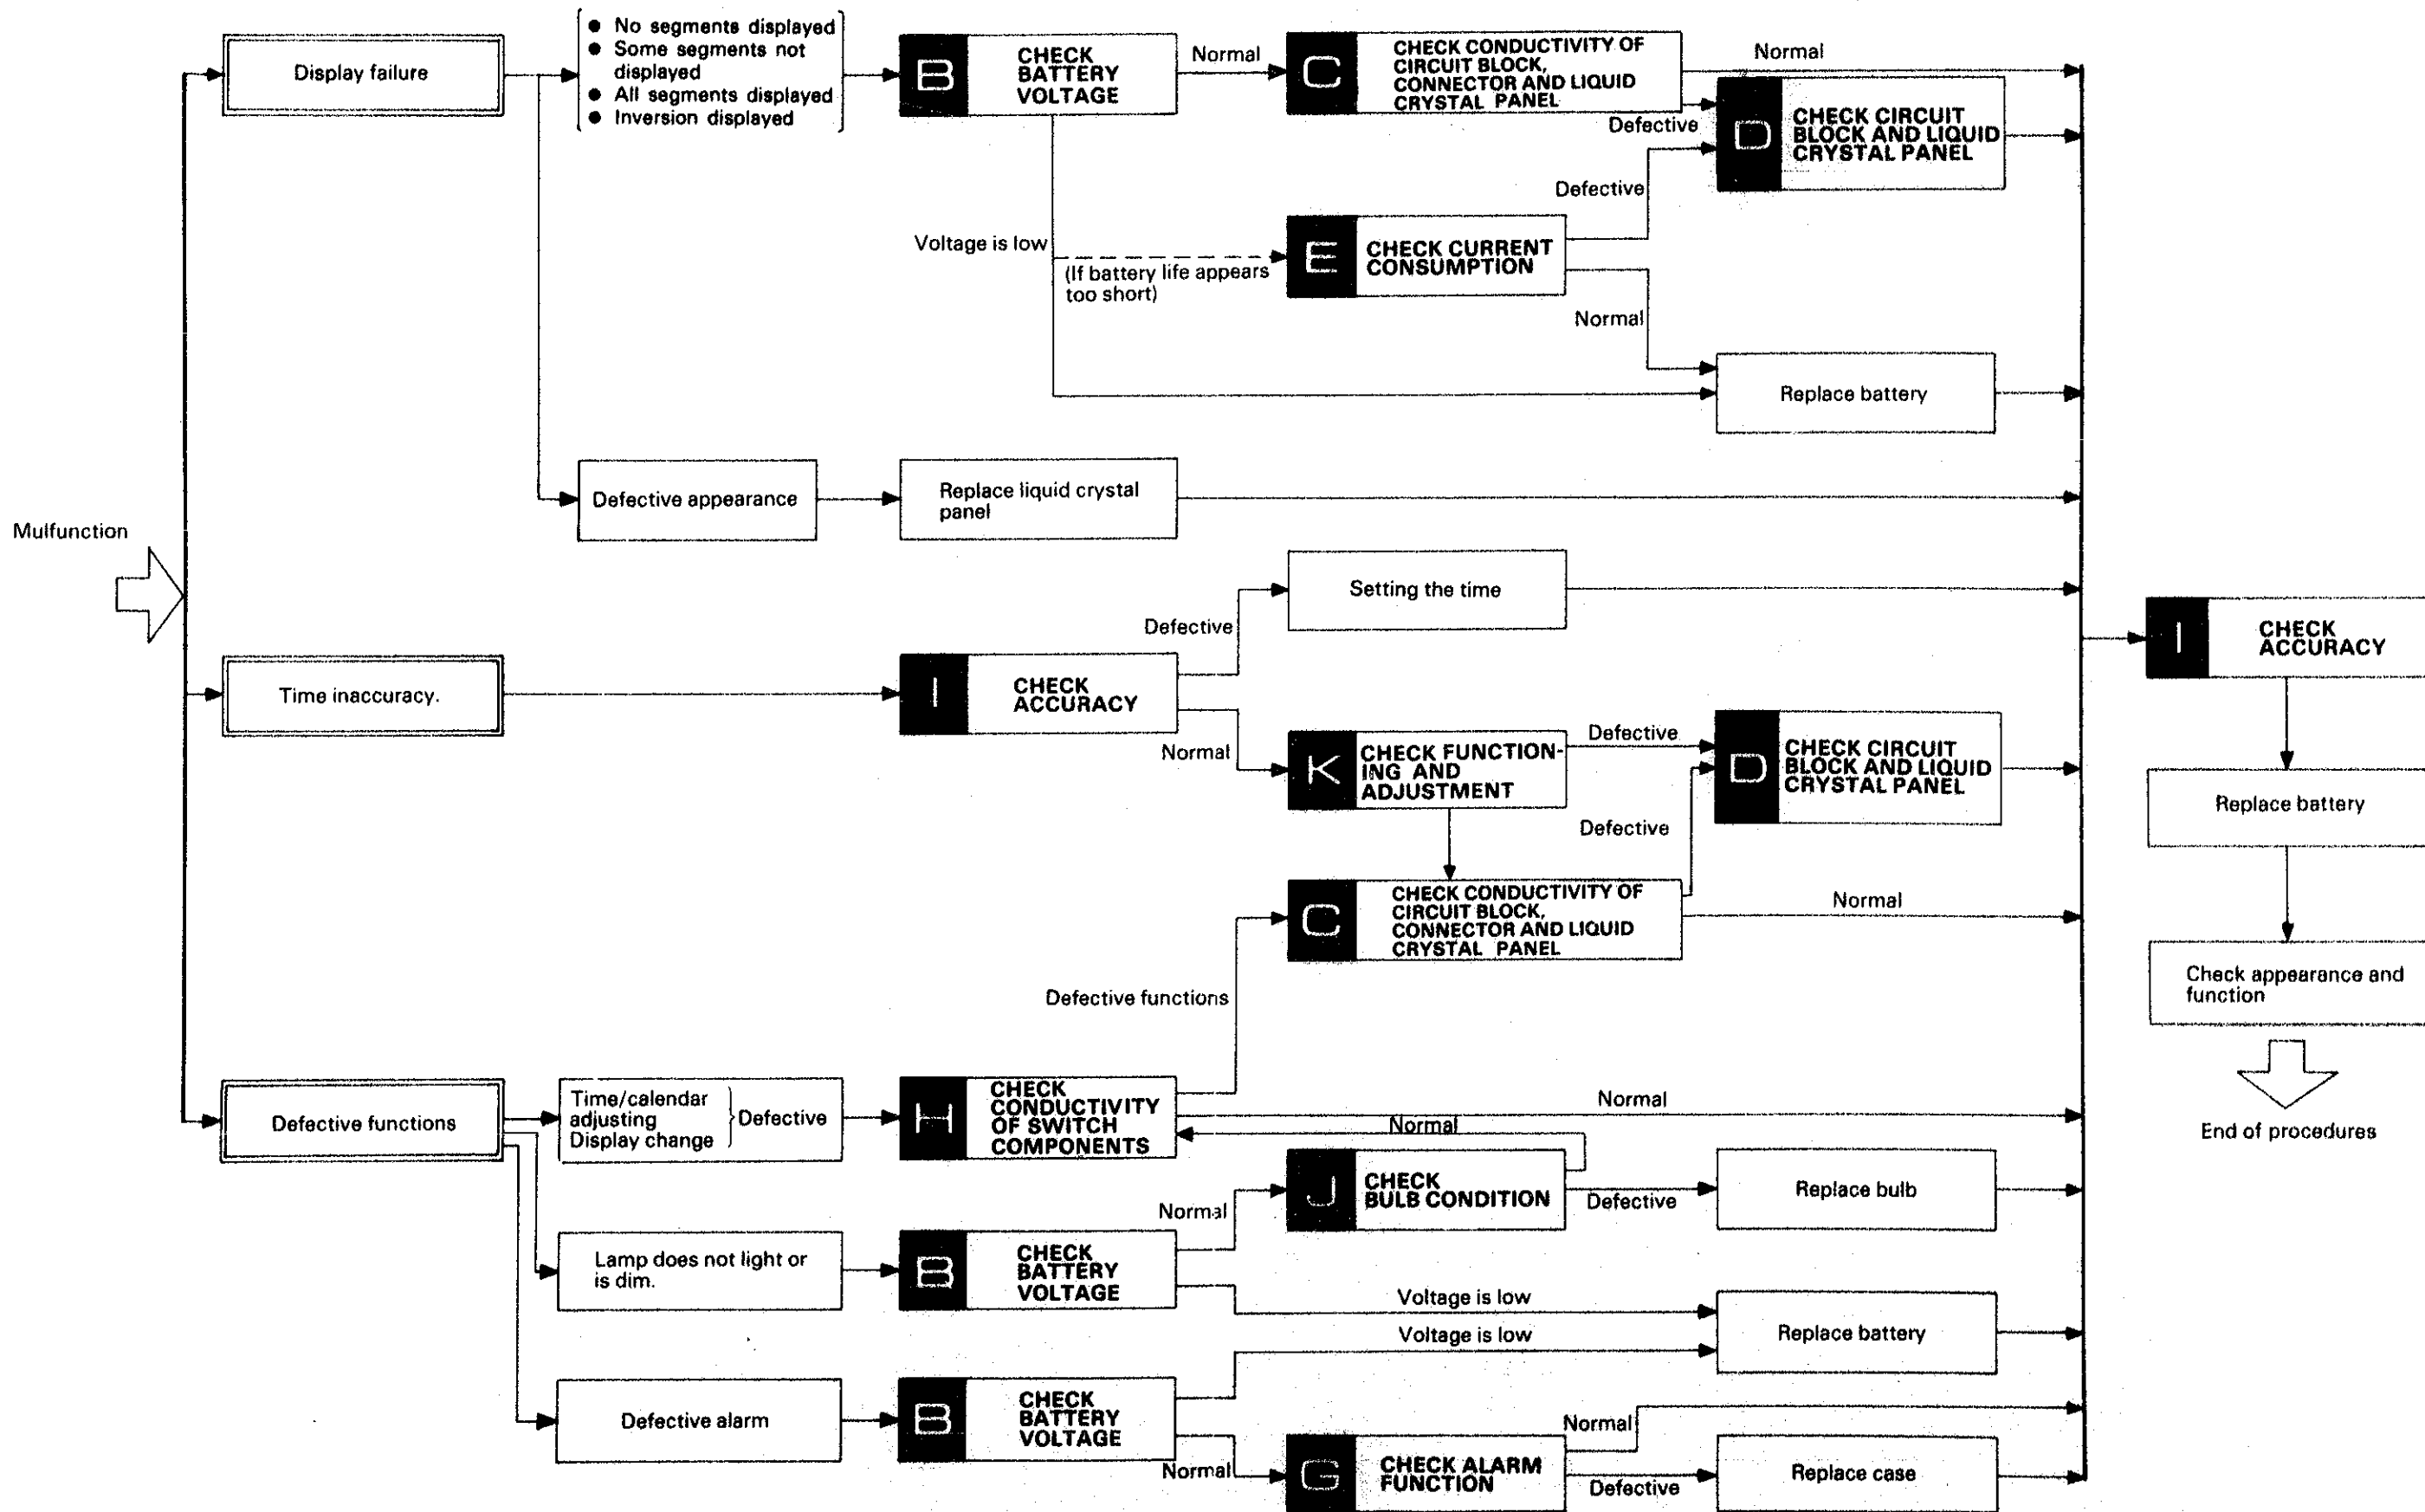 Mulfunction
Display failure
● No segments displayed
● Some segments not
displayed
● All segments displayed
● Inversion displayed
B
CHECK
BATTERY
VOLTAGE
Normal
C
CHECK CONDUCTIVITY OF
CIRCUIT BLOCK,
CONNECTOR AND LIQUID
CRYSTAL PANEL
Normal
Defective
D
CHECK CIRCUIT
BLOCK AND LIQUID
CRYSTAL PANEL
Defective
Voltage is low
(If battery life appears
too short)
E
CHECK CURRENT
CONSUMPTION
Normal
Replace battery
Defective appearance
Replace liquid crystal
panel
Time inaccuracy.
I
CHECK
ACCURACY
Defective
Setting the time
Normal
K
CHECK FUNCTION-
ING AND
ADJUSTMENT
Defective
D
CHECK CIRCUIT
BLOCK AND LIQUID
CRYSTAL PANEL
Defective
C
CHECK CONDUCTIVITY OF
CIRCUIT BLOCK,
CONNECTOR AND LIQUID
CRYSTAL PANEL
Normal
Defective functions
Defective functions
Time/calendar
adjusting
Display change
Defective
H
CHECK
CONDUCTIVITY
OF SWITCH
COMPONENTS
Normal
Normal
J
CHECK
BULB CONDITION
Defective
Replace bulb
Normal
Lamp does not light or
is dim.
B
CHECK
BATTERY
VOLTAGE
Voltage is low
Voltage is low
Replace battery
Defective alarm
B
CHECK
BATTERY
VOLTAGE
Normal
G
CHECK ALARM
FUNCTION
Normal
Defective
Replace case
I
CHECK
ACCURACY
Replace battery
Check appearance and
function
End of procedures